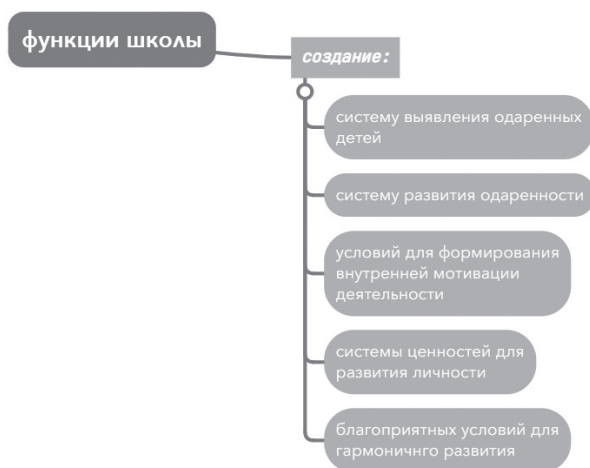 функции школы
создание:
систему выявления одаренных
детей
систему развития одаренности
условий для формирования
внутренней мотивации
деятельности
системы ценностей для
развития личности
благоприятных условий для
гармоничнго развития